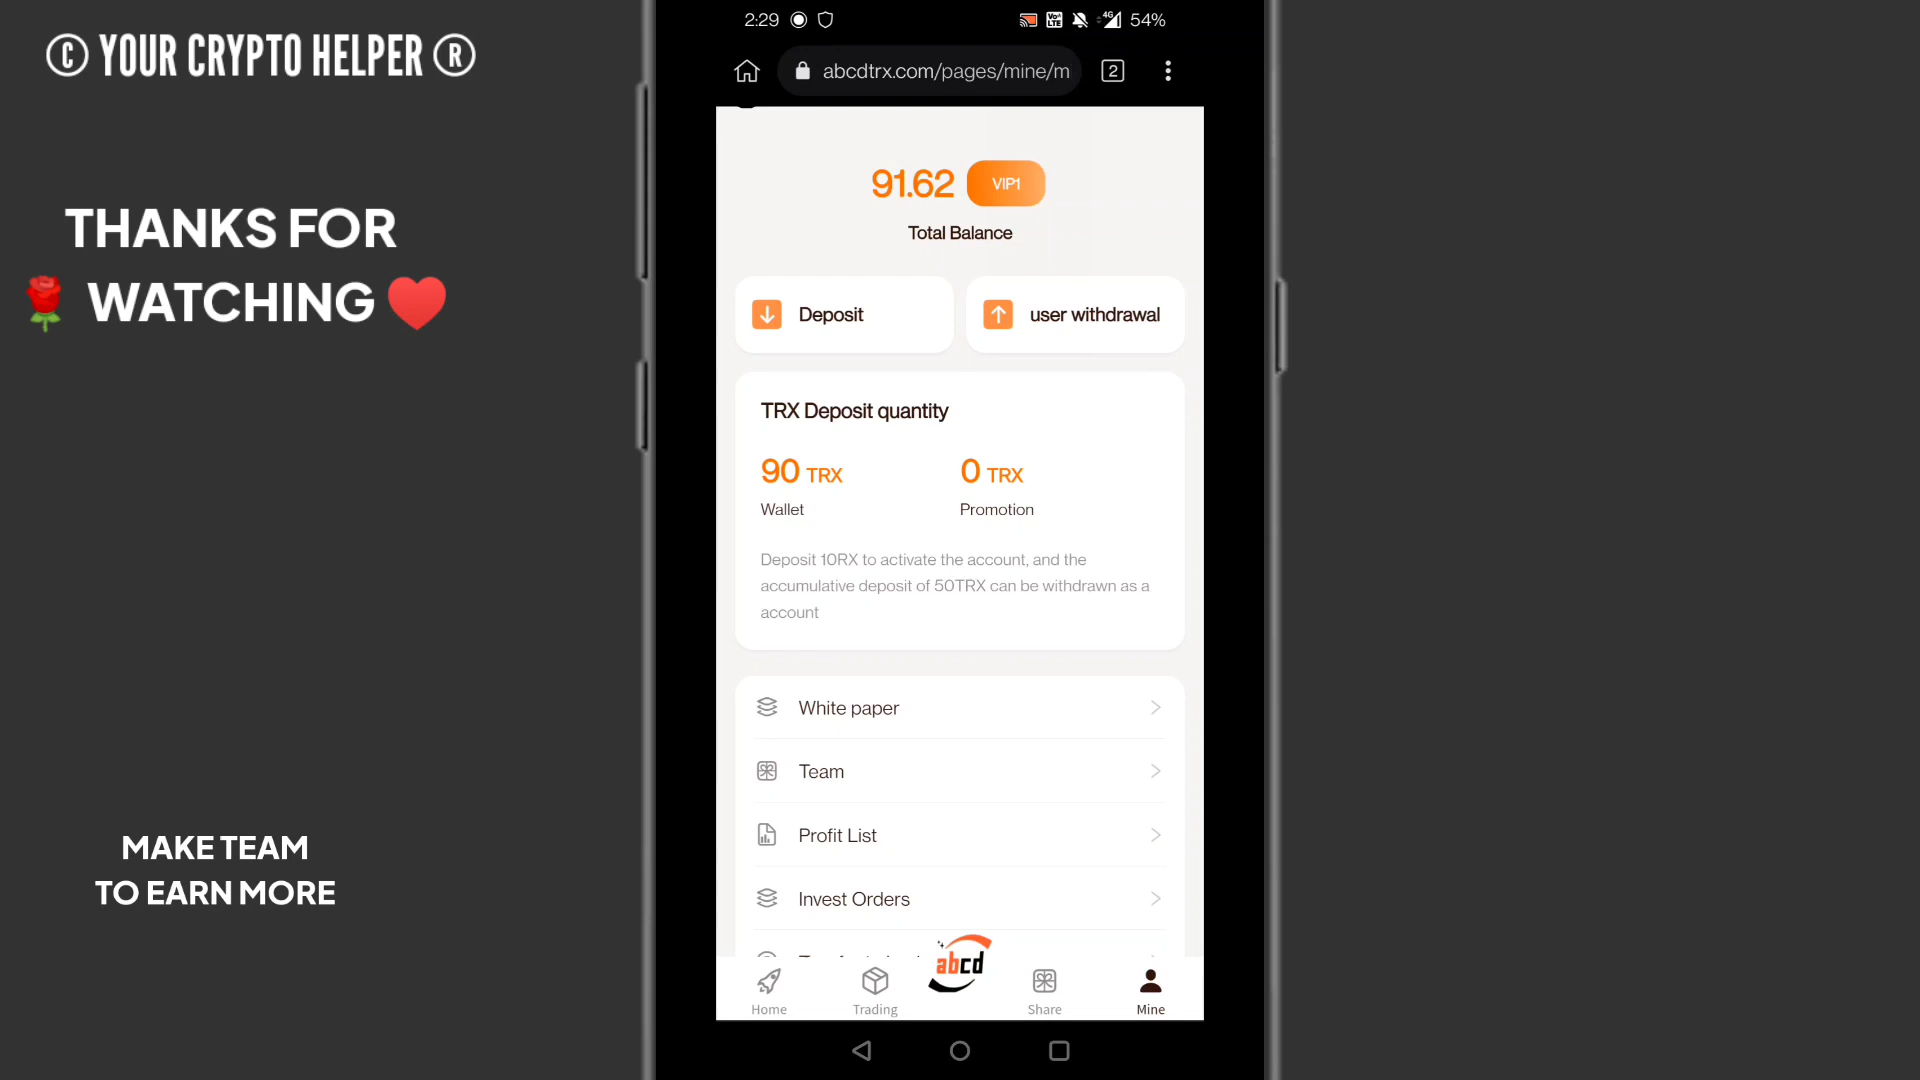 © YOUR CRYPTO HELPER ®
THANKS FOR
WATCHING
MAKE TEAM
TO EARN MORE
2:29
Vo LTE
4G
54%
abcdtrx.com/pages/mine/m
2
91.62
VIP1
Total Balance
Deposit
user withdrawal
TRX Deposit quantity
90 TRX
0 TRX
Wallet
Promotion
Deposit 10RX to activate the account, and the
accumulative deposit of 50TRX can be withdrawn as a
account
White paper
Team
Profit List
Invest Orders
abcd
Home
Trading
Share
Mine